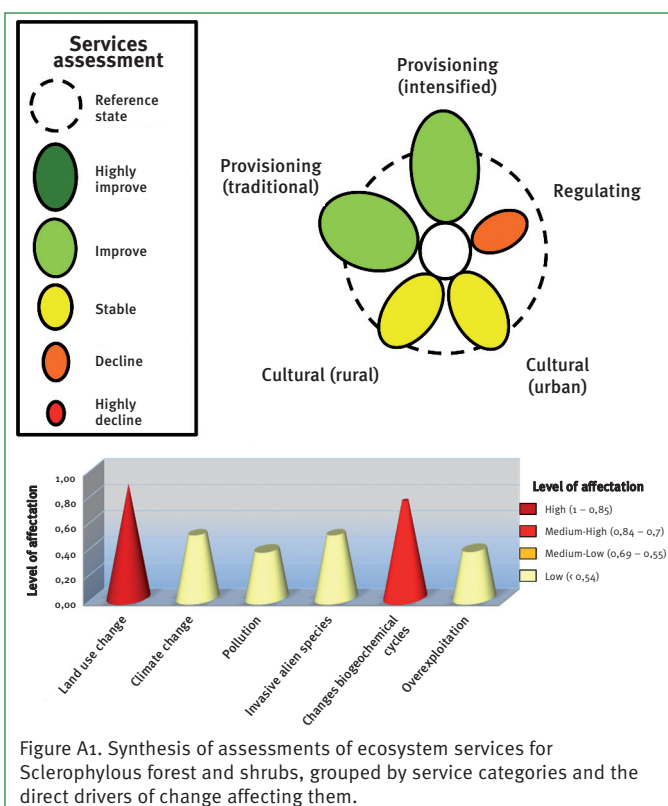 Services
assessment
Reference
state
Highly
improve
Improve
Stable
Decline
Highly
decline
Provisioning
(intensified)
Provisioning
(traditional)
Regulating
Cultural (rural)
Cultural
(urban)
Level of affectation
1,00
0,80
0,60
0,40
0,20
0,00
Land use change
Climate change
Pollution
Invasive alien species
Changes biogeochemical
cycles
Overexploitation
Level of affectation
High (1 – 0,85)
Medium-High (0,84 – 0,7)
Medium-Low (0,69 – 0,55)
Low (< 0,54)
Figure A1. Synthesis of assessments of ecosystem services for
Sclerophylous forest and shrubs, grouped by service categories and the
direct drivers of change affecting them.